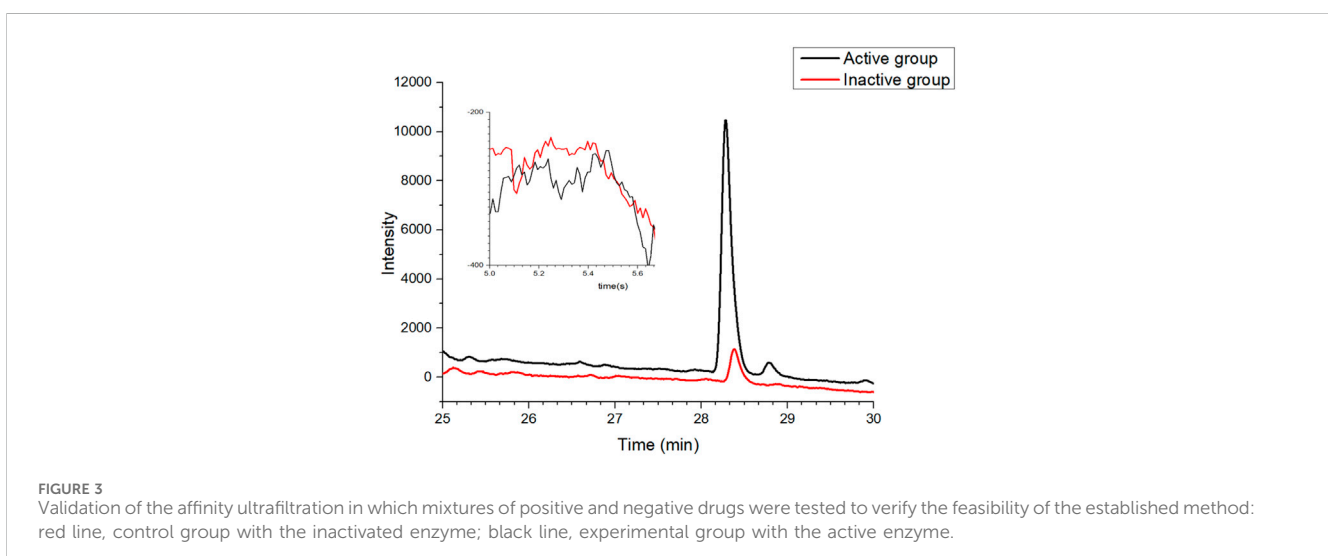 Active group
Inactive group
12000
10000
8000
6000
4000
2000
0
Intensity
-200
-400
5.0 5.2 5.4 5.6
time(s)
25 26 27 28 29 30
Time (min)
FIGURE 3
Validation of the affinity ultrafiltration in which mixtures of positive and negative drugs were tested to verify the feasibility of the established method:
red line, control group with the inactivated enzyme; black line, experimental group with the active enzyme.